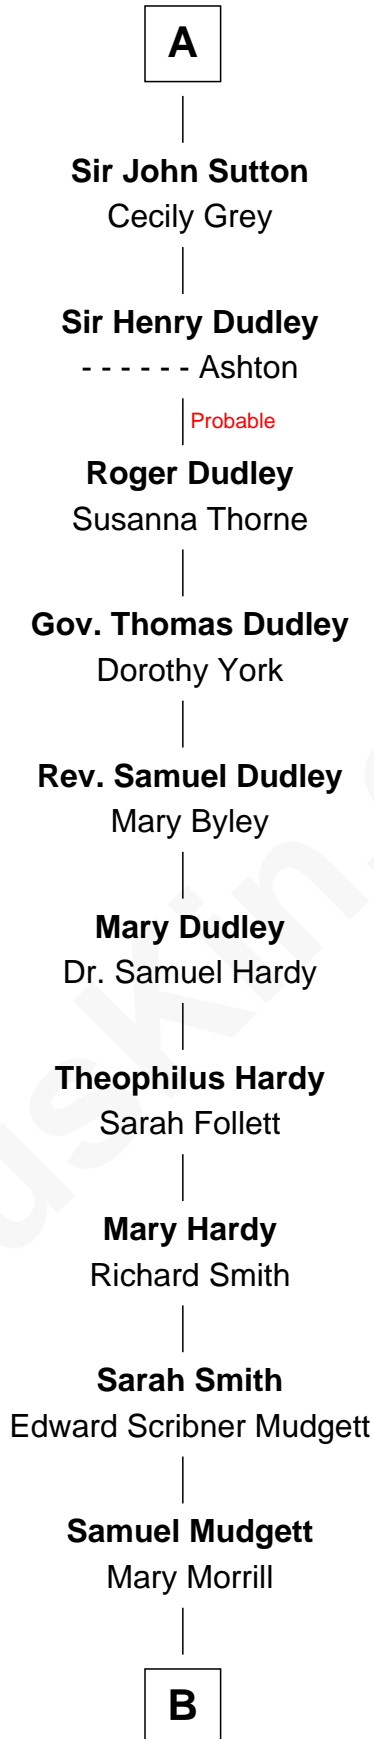 A
Sir John Sutton
Cecily Grey
Sir Henry Dudley
- - - - - - Ashton
Probable
Roger Dudley
Susanna Thorne
Gov. Thomas Dudley
Dorothy York
Rev. Samuel Dudley
Mary Byley
Mary Dudley
Dr. Samuel Hardy
Theophilus Hardy
Sarah Follett
Mary Hardy
Richard Smith
Sarah Smith
Edward Scribner Mudgett
Samuel Mudgett
Mary Morrill
B